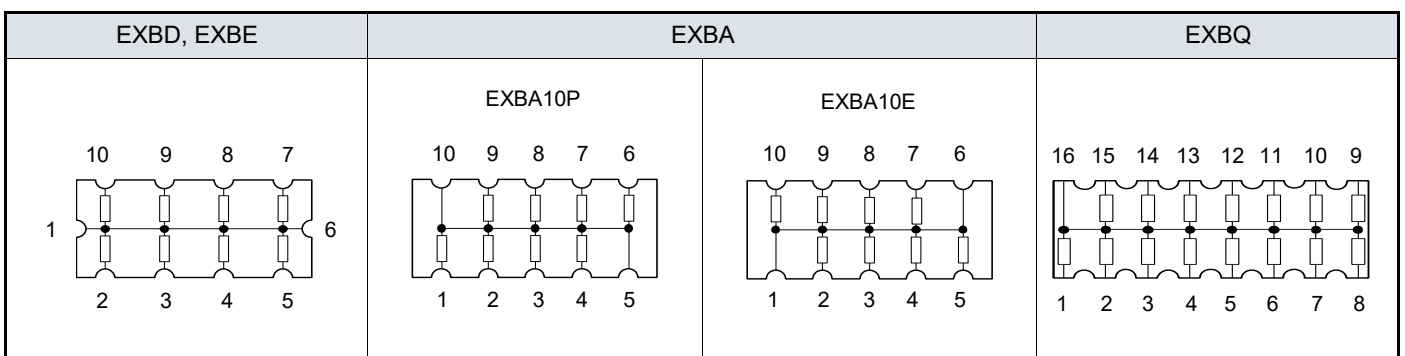 EXBD, EXBE
EXBA
EXBQ
10 9 8 7
1 6
2 3 4 5
EXBA10P
10 9 8 7 6
1 2 3 4 5
EXBA10E
10 9 8 7 6
1 2 3 4 5
16 15 14 13 12 11 10 9
1 2 3 4 5 6 7 8